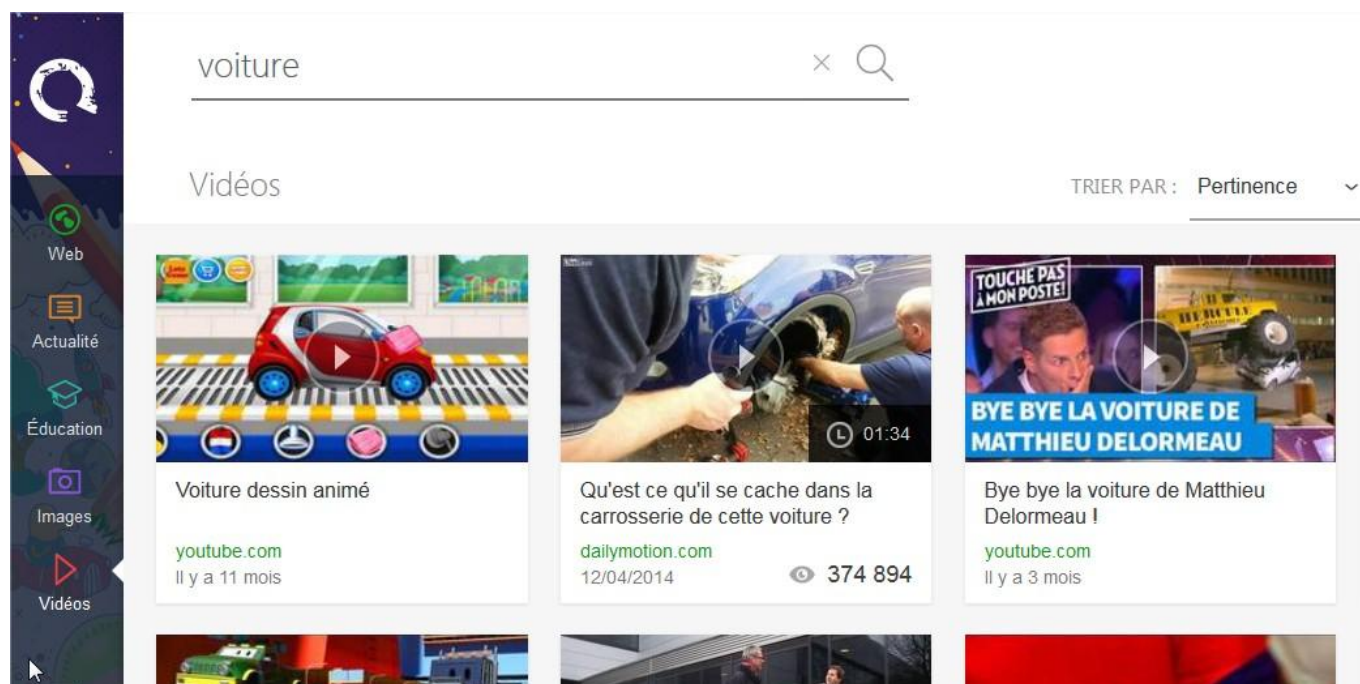 voiture
Vidéos
TRIER PAR : Pertinence
Web
Actualité
Éducation
Images
Vidéos
01:34
TOUCHE PAS
À MON POSTE!
HERCULE
BYE BYE LA VOITURE DE
MATTHIEU DELORMEAU
Voiture dessin animé
youtube.com
Il y a 11 mois
Qu'est ce qu'il se cache dans la
carrosserie de cette voiture ?
dailymotion.com
12/04/2014 374 894
Bye bye la voiture de Matthieu
Delormeau !
youtube.com
Il y a 3 mois